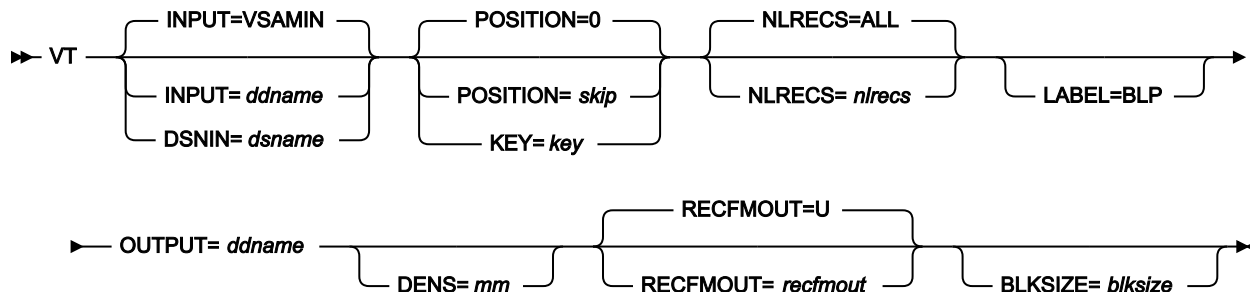 INPUT=VSAMIN POSITION=0 NLRECS=ALL
VT
INPUT= ddname POSITION= skip NLRECS= nlrecs LABEL=BLP
DSNIN= dsname KEY= key
RECFMOUT=U
OUTPUT= ddname
DENS= mm RECFMOUT= recfmout BLKSIZE= blksize